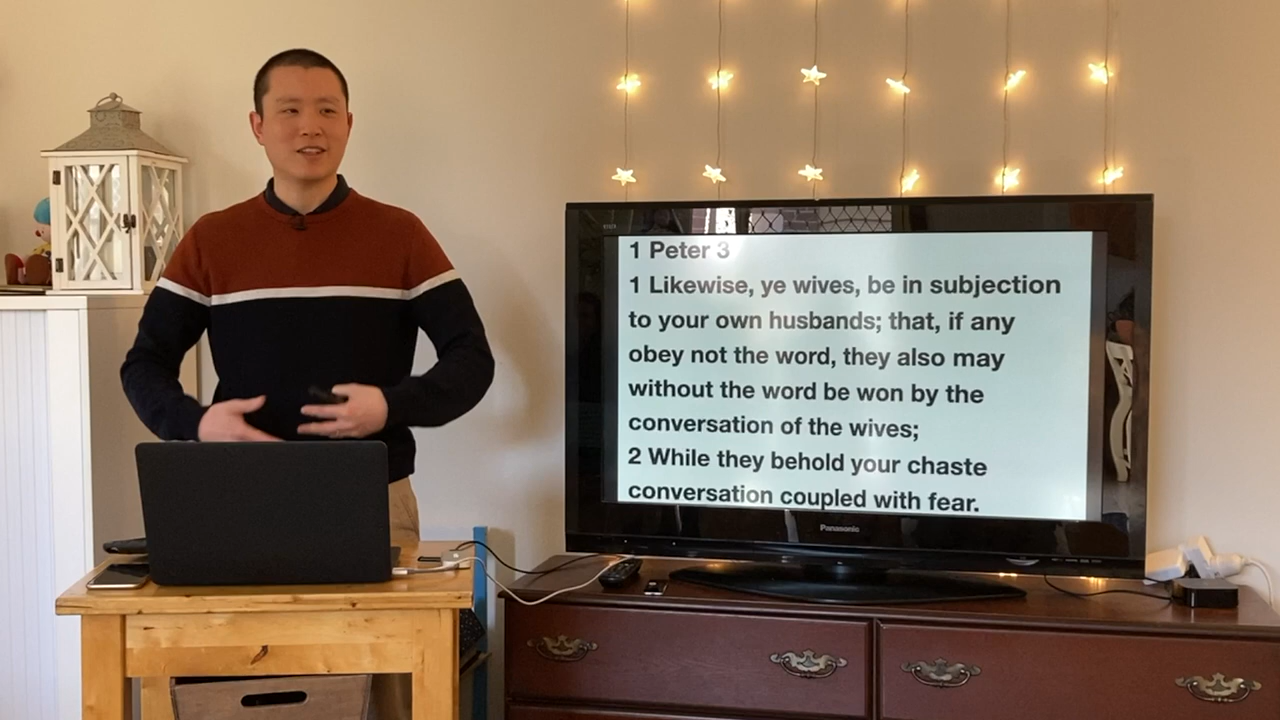 1 Peter 3
1 Likewise, ye wives, be in subjection
to your own husbands; that, if any
obey not the word, they also may
without the word be won by the
conversation of the wives;
2 While they behold your chaste
conversation coupled with fear.
Panasonic